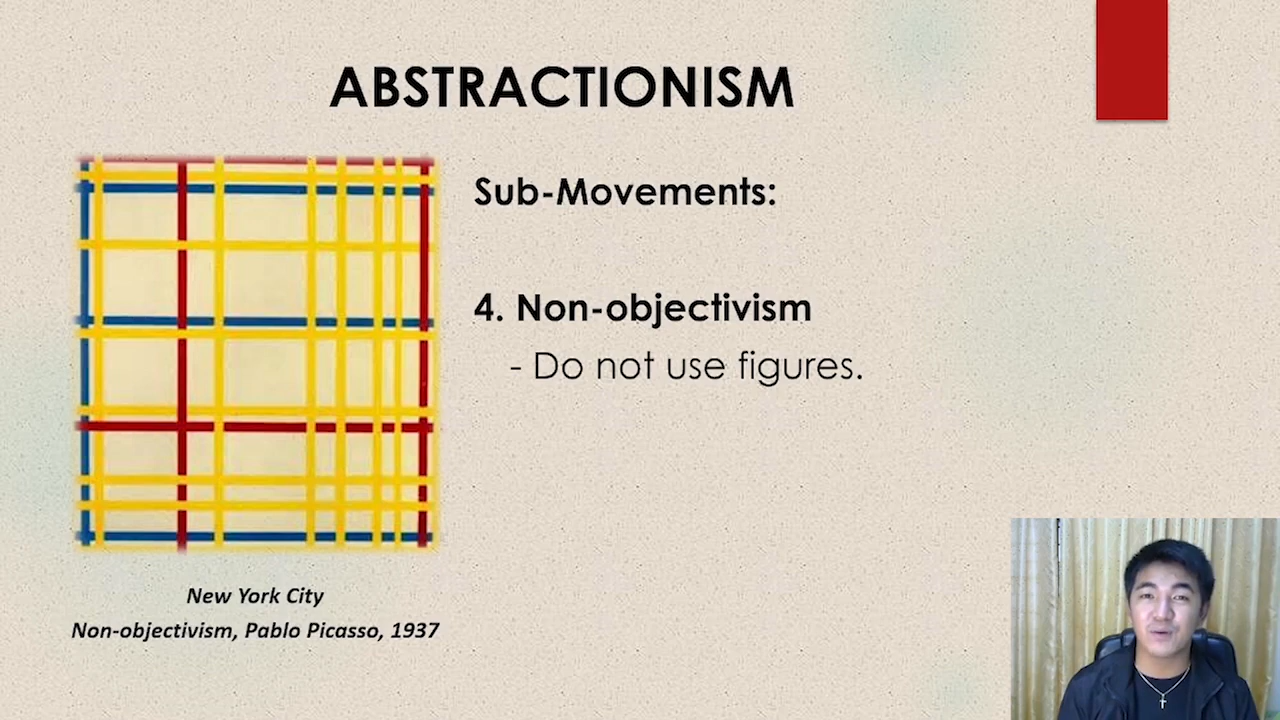 ABSTRACTIONISM
Sub-Movements:
4. Non-objectivism
- Do not use figures.
New York City
Non-objectivism, Pablo Picasso, 1937